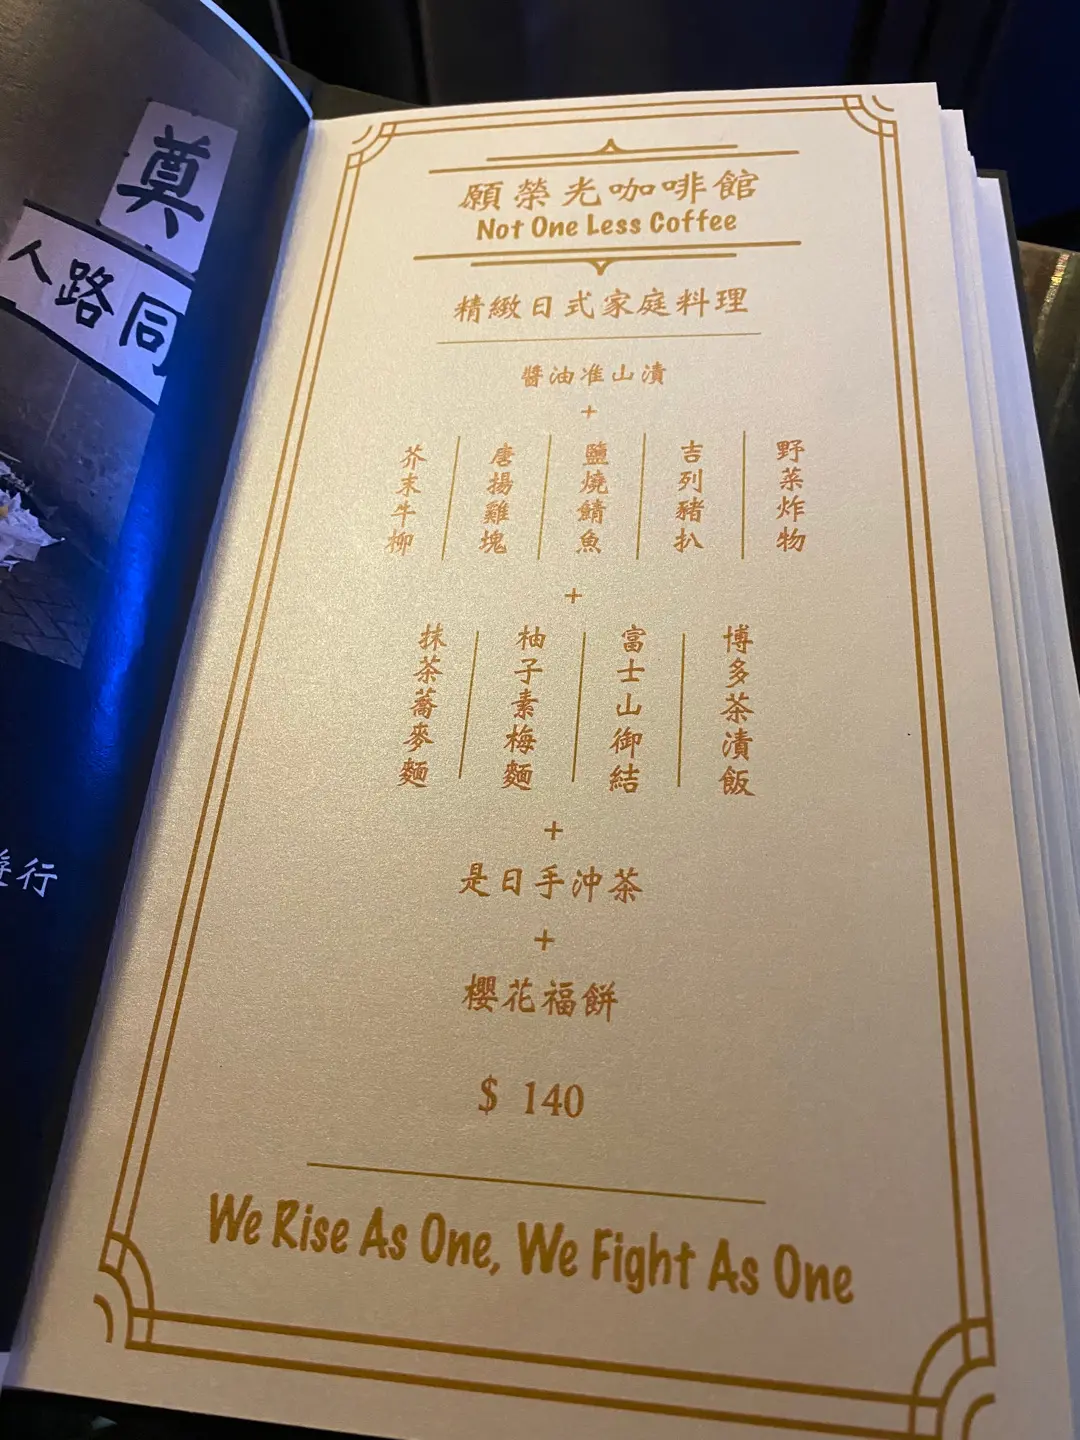 奠
同路人
遊行
願榮光咖啡館
Not One Less Coffee
精緻日式家庭料理
醬油准山漬
+
野菜炸物
吉列豬扒
鹽燒鯖魚
唐揚雞塊
芥末牛柳
+
博多茶漬飯
富士山御結
柚子素梅麵
抹茶蕎麥麵
+
是日手沖茶
+
櫻花福餅
$ 140
We Rise As One, We Fight As One